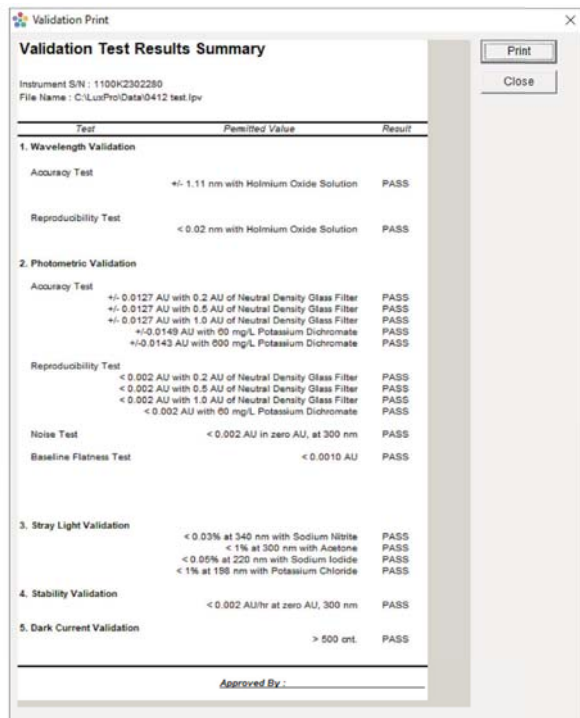 Validation Print
Print
Close
Validation Test Results Summary
Instrument S/N : 1100K2302280
File Name : C:\LuxPro\Data\0412 test.lpv
Test Pemitted Value Result
1. Wavelength Validation
Accuracy Test
+/- 1.11 nm with Holmium Oxide Solution PASS
Reproducibility Test
< 0.02 nm with Holmium Oxide Solution PASS
2. Photometric Validation
Accuracy Test
+/- 0.0127 AU with 0.2 AU of Neutral Density Glass Filter PASS
+/- 0.0127 AU with 0.5 AU of Neutral Density Glass Filter PASS
+/- 0.0127 AU with 1.0 AU of Neutral Density Glass Filter PASS
+/-0.0149 AU with 60 mg/L Potassium Dichromate PASS
+/-0.0143 AU with 600 mg/L Potassium Dichromate PASS
Reproducibility Test
< 0.002 AU with 0.2 AU of Neutral Density Glass Filter PASS
< 0.002 AU with 0.5 AU of Neutral Density Glass Filter PASS
< 0.002 AU with 1.0 AU of Neutral Density Glass Filter PASS
< 0.002 AU with 60 mg/L Potassium Dichromate PASS
Noise Test < 0.002 AU in zero AU, at 300 nm PASS
Baseline Flatness Test < 0.0010 AU PASS
3. Stray Light Validation
< 0.03% at 340 nm with Sodium Nitrite PASS
< 1% at 300 nm with Acetone PASS
< 0.05% at 220 nm with Sodium Iodide PASS
< 1% at 198 nm with Potassium Chloride PASS
4. Stability Validation
< 0.002 AU/hr at zero AU, 300 nm PASS
5. Dark Current Validation
> 500 cnt. PASS
Approved By :